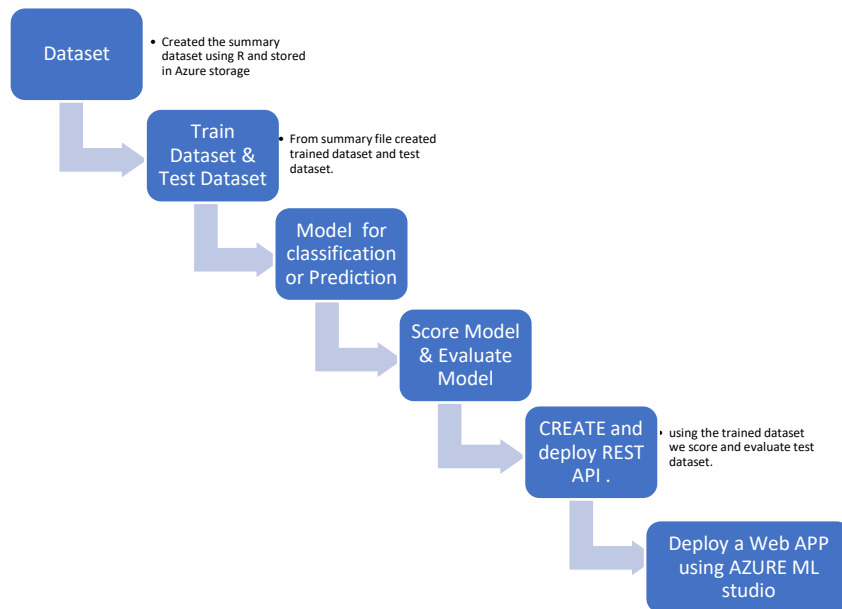 Dataset
• Created the summary
dataset using R and stored
in Azure storage
Train
Dataset &
Test Dataset
• From summary file created
trained dataset and test
dataset.
Model for
classification
or Prediction
Score Model
& Evaluate
Model
CREATE and
deploy REST
API .
• using the trained dataset
we score and evaluate test
dataset.
Deploy a Web APP
using AZURE ML
studio